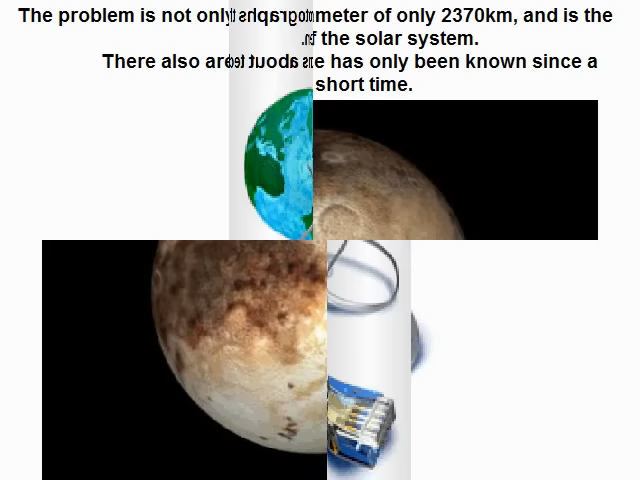 The problem is not only meter of only 2370km, and is the
the solar system.
There also are about has only been known since a
short time.